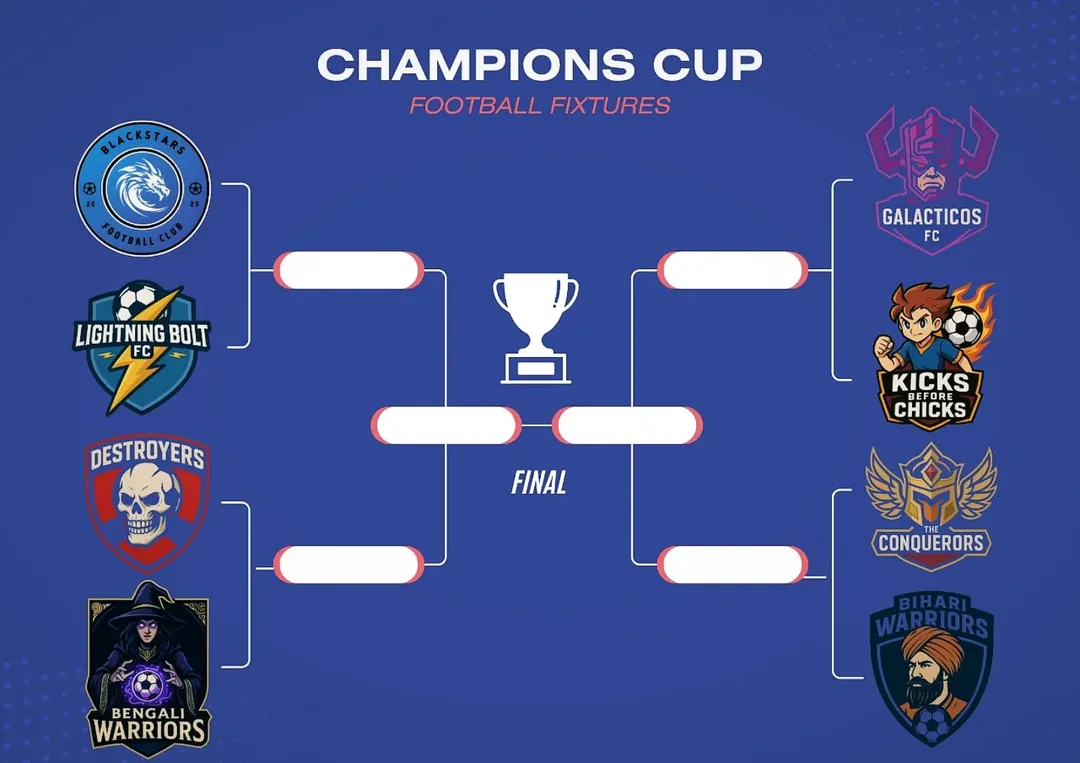 CHAMPIONS CUP
FOOTBALL FIXTURES
BLACKSTARS
20 25
FOOTBALL CLUB
LIGHTNING BOLT
FC
DESTROYERS
BENGALI
WARRIORS
FINAL
GALACTICOS
FC
KICKS
BEFORE
CHICKS
THE
CONQUERORS
BIHARI
WARRIORS